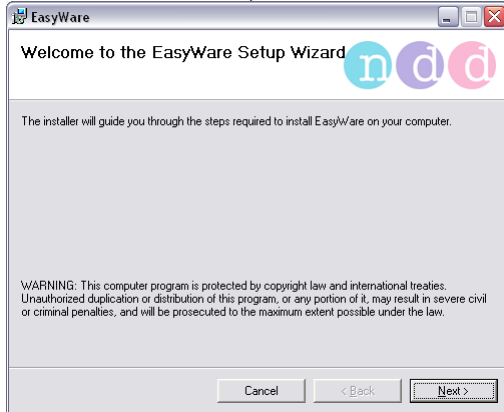 EasyWare
Welcome to the EasyWare Setup Wizard
ndd
The installer will guide you through the steps required to install EasyWare on your computer.
WARNING: This computer program is protected by copyright law and international treaties.
Unauthorized duplication or distribution of this program, or any portion of it, may result in severe civil
or criminal penalties, and will be prosecuted to the maximum extent possible under the law.
Cancel < Back Next >